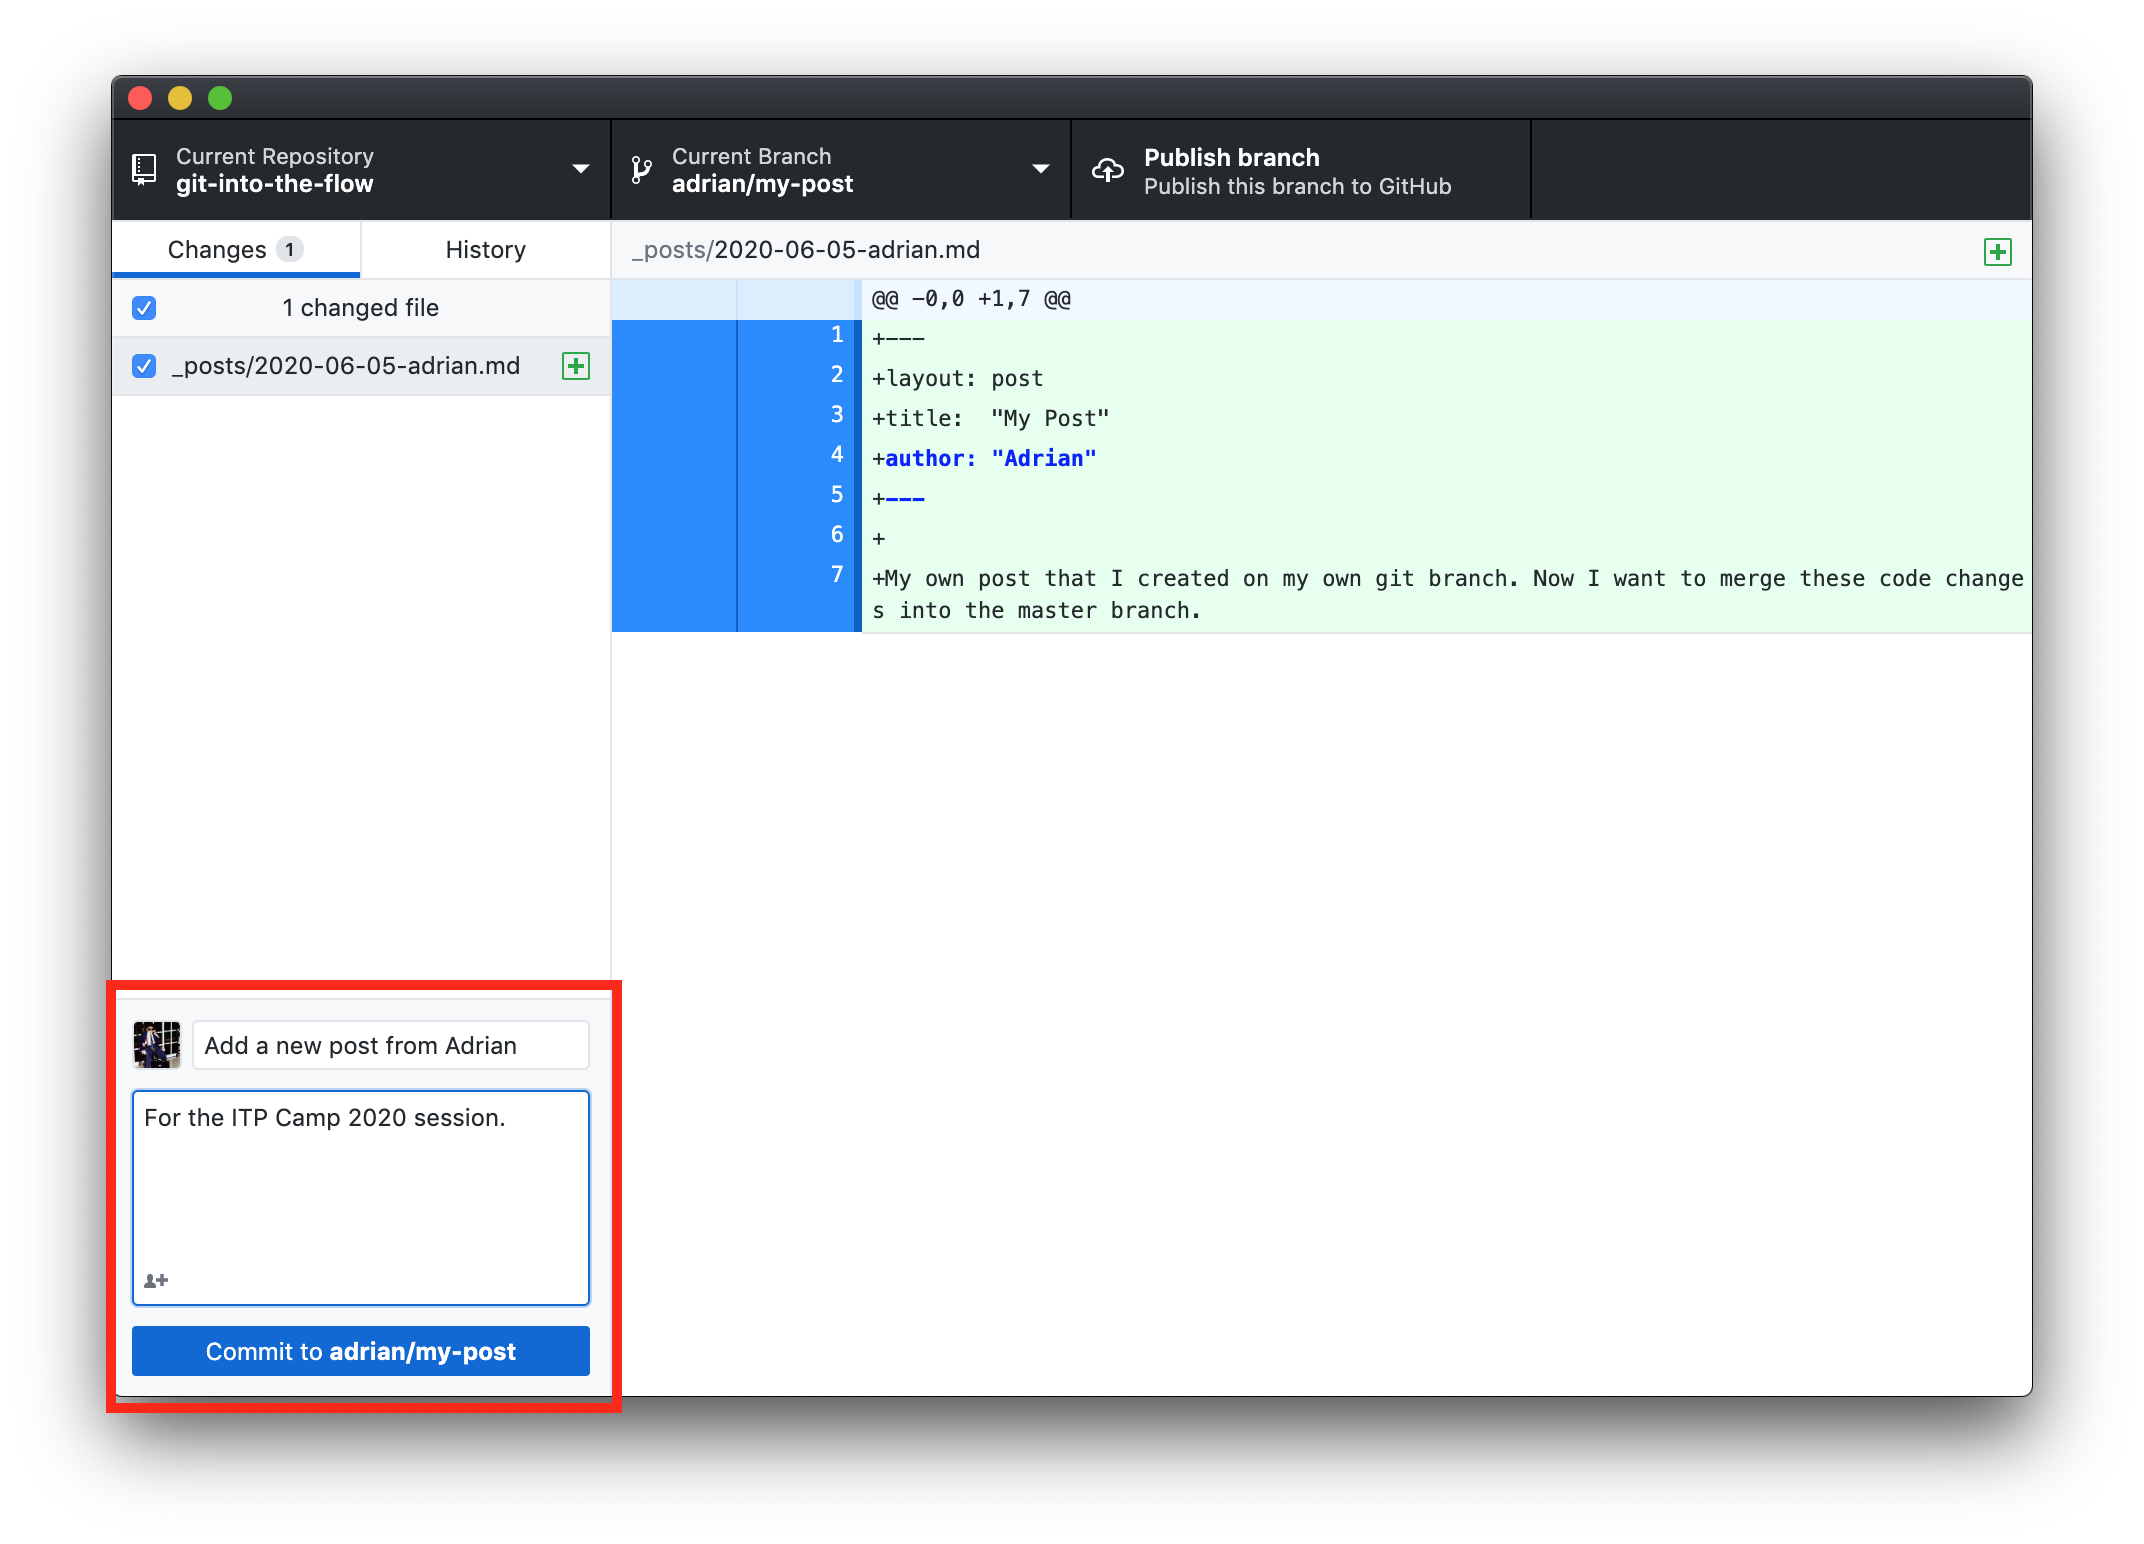 Current Repository
git-into-the-flow
Current Branch
adrian/my-post
Publish branch
Publish this branch to GitHub
Changes 1
History
_posts/2020-06-05-adrian.md
1 changed file
_posts/2020-06-05-adrian.md
@@ -0,0 +1,7 @@
1 +---
2 +layout: post
3 +title:  "My Post"
4 +author: "Adrian"
5 +---
6 +
7 +My own post that I created on my own git branch. Now I want to merge these code change
s into the master branch.
Add a new post from Adrian
For the ITP Camp 2020 session.
Commit to adrian/my-post